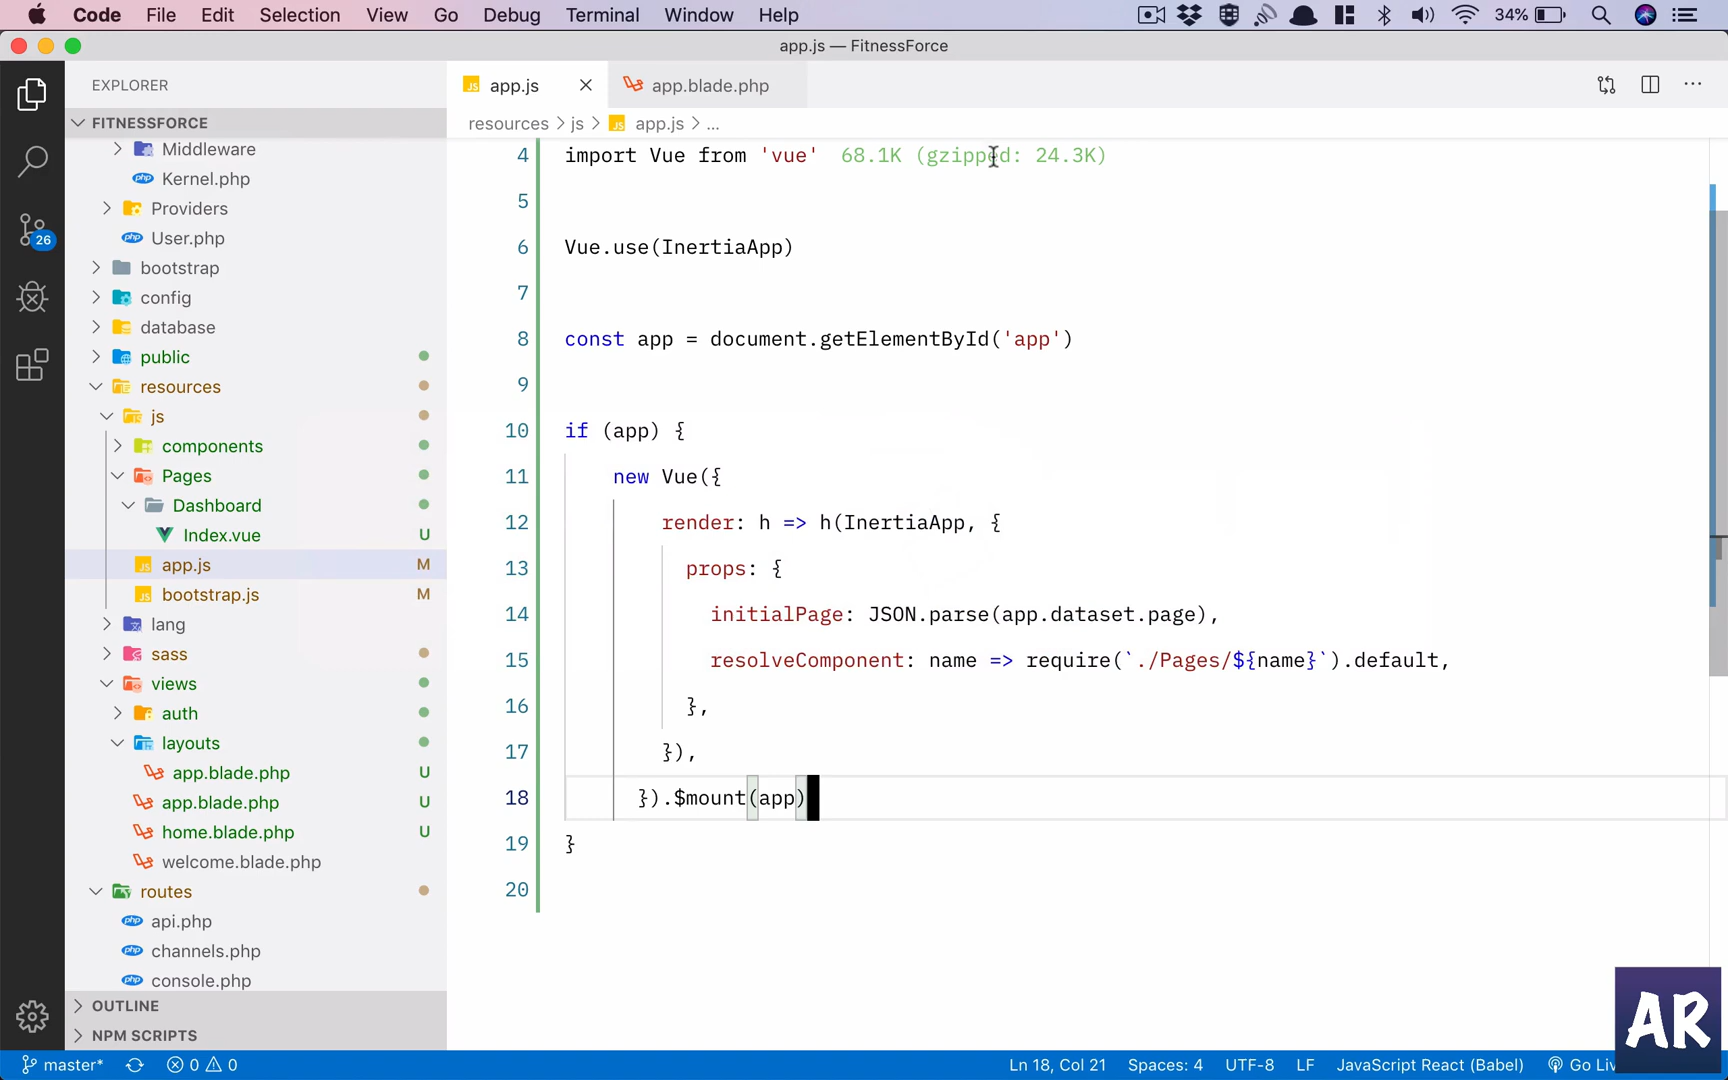 Code File Edit Selection View Go Debug Terminal Window Help 34%
app.js — FitnessForce
EXPLORER
app.js
app.blade.php
FITNESSFORCE
resources > js > app.js > ...
Middleware
Kernel.php
Providers
User.php
bootstrap
config
database
public
resources
js
components
Pages
Dashboard
Index.vue U
app.js M
bootstrap.js M
lang
sass
views
auth
layouts
app.blade.php U
app.blade.php U
home.blade.php U
welcome.blade.php
routes
api.php
channels.php
console.php
OUTLINE
NPM SCRIPTS
26
4 import Vue from 'vue' 68.1K (gzipped: 24.3K)
5
6 Vue.use(InertiaApp)
7
8 const app = document.getElementById('app')
9
10 if (app) {
11 new Vue({
12 render: h => h(InertiaApp, {
13 props: {
14 initialPage: JSON.parse(app.dataset.page),
15 resolveComponent: name => require(`./Pages/${name}`).default,
16 },
17 }),
18 }).$mount(app)
19 }
20
AR
master* 0 0 Ln 18, Col 21 Spaces: 4 UTF-8 LF JavaScript React (Babel) Go Liv